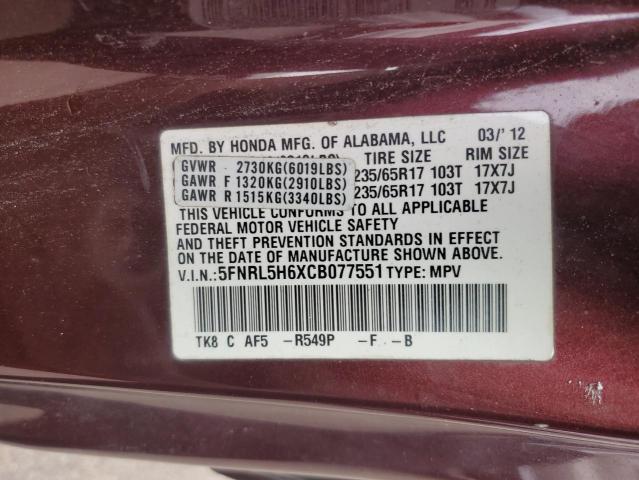 MFD. BY HONDA MFG. OF ALABAMA, LLC 03/'12
TIRE SIZE RIM SIZE
GVWR 2730KG(6019LBS)
GAWR F 1320KG(2910LBS) 235/65R17 103T 17X7J
GAWR R 1515KG(3340LBS) 235/65R17 103T 17X7J
THIS VEHICLE CONFORMS TO ALL APPLICABLE
FEDERAL MOTOR VEHICLE SAFETY
AND THEFT PREVENTION STANDARDS IN EFFECT
ON THE DATE OF MANUFACTURE SHOWN ABOVE.
V.I.N.:5FNRL5H6XCB077551 TYPE: MPV
TK8 C AF5 -R549P -F -B